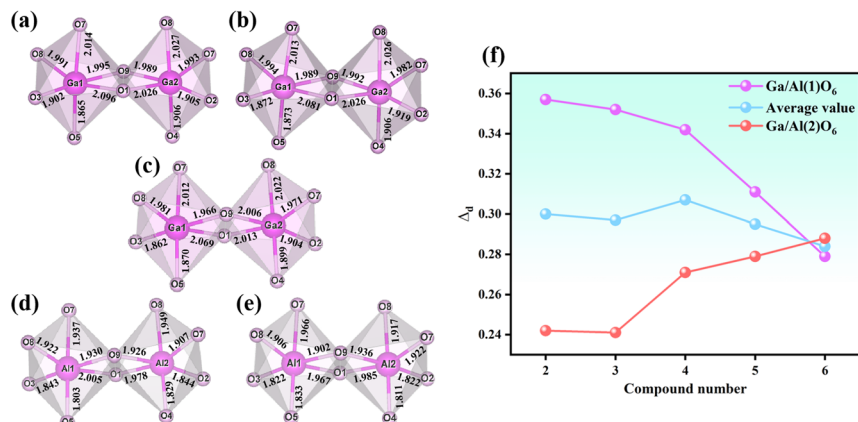 (a)
O7
O8
2.014
2.027
O8
O7
1.991
1.995
O9
1.989
1.993
Ga1
Ga2
O3
1.902
2.096
O1
2.026
1.905
O2
1.865
1.906
O5
O4
(b)
O7
O8
2.013
2.026
O8
O7
1.994
1.989
O9
1.992
1.982
Ga1
Ga2
O3
1.872
2.081
O1
2.026
1.919
O2
1.873
1.906
O5
O4
(c)
O7
O8
2.012
2.022
O8
O7
1.981
1.966
O9
2.006
1.971
Ga1
Ga2
O3
1.862
2.069
O1
2.013
1.904
O2
1.870
1.899
O5
O4
(d)
O7
O8
1.937
1.949
O8
O7
1.922
1.930
O9
1.926
1.907
Al1
Al2
O3
1.843
2.005
O1
1.978
1.844
O2
1.803
1.829
O5
O4
(e)
O7
O8
1.966
1.917
O8
O7
1.906
1.902
O9
1.936
1.922
Al1
Al2
O3
1.822
1.967
O1
1.985
1.822
O2
1.833
1.811
O5
O4
(f)
Ga/Al(1)O₆
Average value
Ga/Al(2)O₆
0.36
0.34
0.32
0.30
0.28
0.26
0.24
Δd
2 3 4 5 6
Compound number